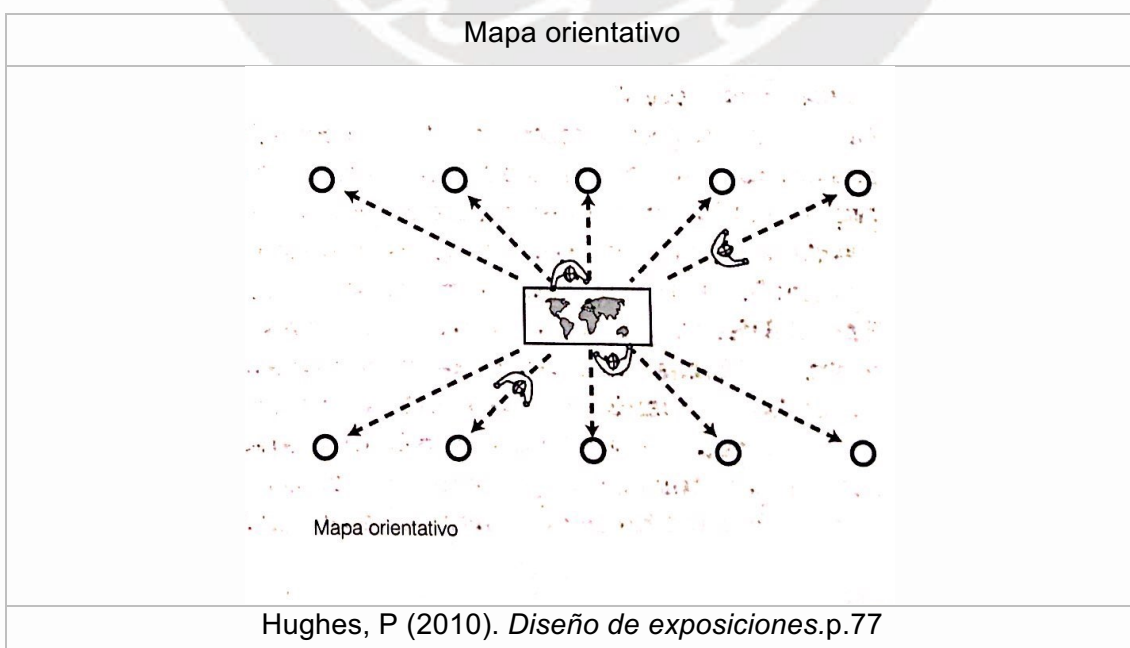 Mapa orientativo
Mapa orientativo
Hughes, P (2010). Diseño de exposiciones.p.77